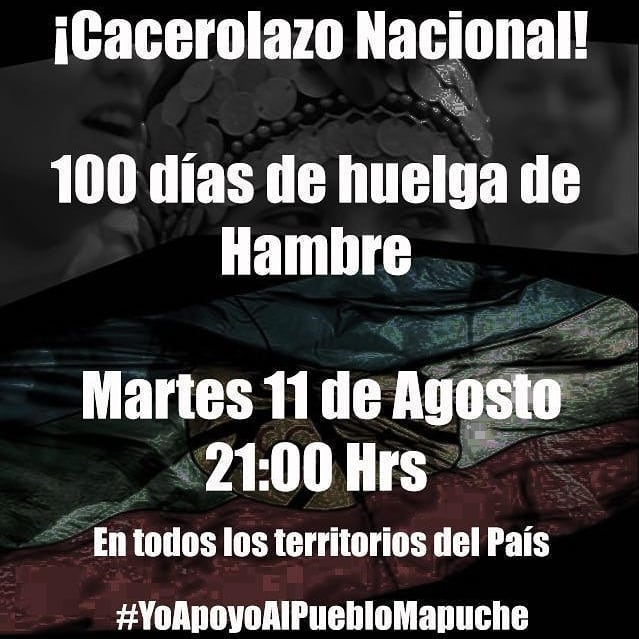 ¡Cacerolazo Nacional!
100 días de huelga de
Hambre
Martes 11 de Agosto
21:00 Hrs
En todos los territorios del País
#YoApoyoAlPuebloMapuche